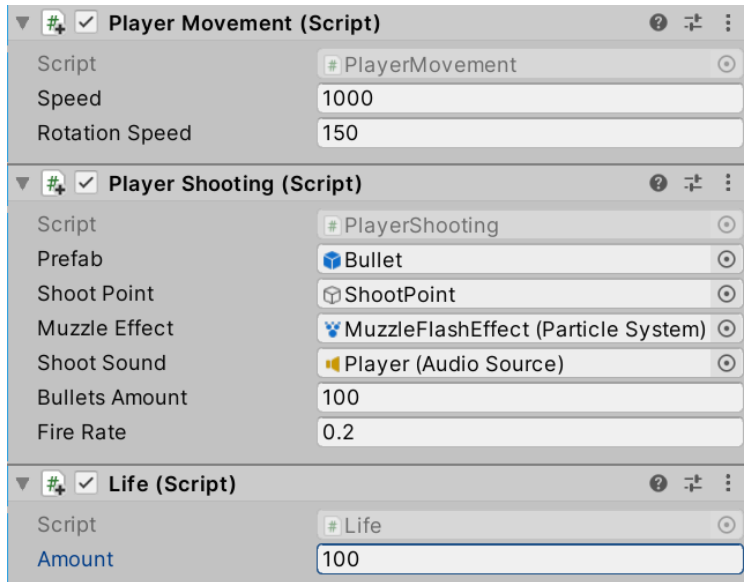 Player Movement (Script)
Script PlayerMovement
Speed 1000
Rotation Speed 150
Player Shooting (Script)
Script PlayerShooting
Prefab Bullet
Shoot Point ShootPoint
Muzzle Effect MuzzleFlashEffect (Particle System)
Shoot Sound Player (Audio Source)
Bullets Amount 100
Fire Rate 0.2
Life (Script)
Script Life
Amount 100